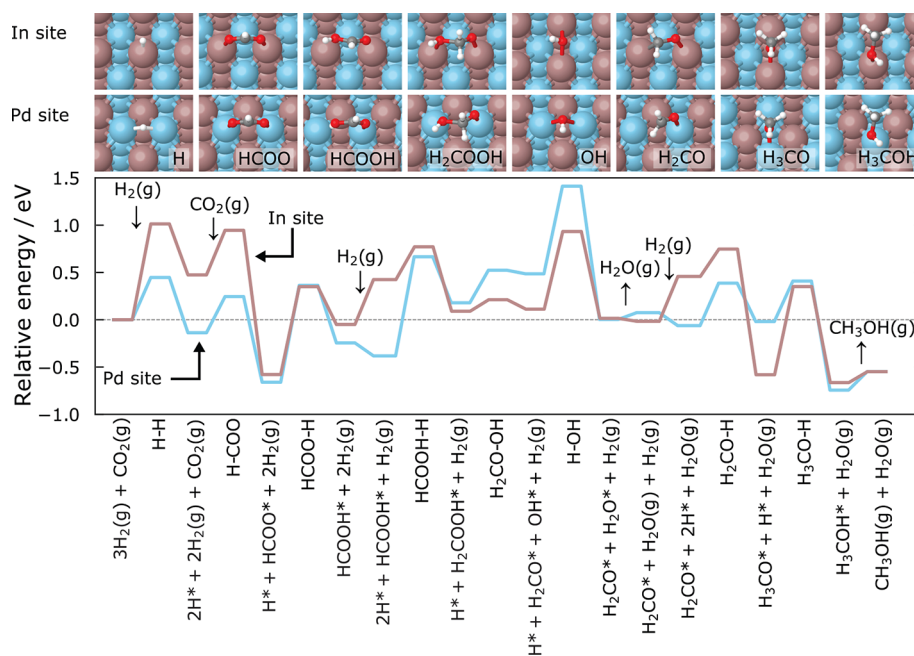 In site
Pd site
H
HCOO
HCOOH
H₂COOH
OH
H₂CO
H₃CO
H₃COH
Relative energy / eV
1.5
1.0
0.5
0.0
−0.5
−1.0
H₂(g)
CO₂(g)
In site
Pd site
H₂(g)
H₂O(g)
H₂(g)
CH₃OH(g)
3H₂(g) + CO₂(g)
H-H
2H* + 2H₂(g) + CO₂(g)
H-COO
H* + HCOO* + 2H₂(g)
HCOO-H
HCOOH* + 2H₂(g)
2H* + HCOOH* + H₂(g)
HCOOH-H
H* + H₂COOH* + H₂(g)
H₂CO-OH
H* + H₂CO* + OH* + H₂(g)
H-OH
H₂CO* + H₂O* + H₂(g)
H₂CO* + H₂O(g) + H₂(g)
H₂CO* + 2H* + H₂O(g)
H₂CO-H
H₃CO* + H* + H₂O(g)
H₃CO-H
H₃COH* + H₂O(g)
CH₃OH(g) + H₂O(g)